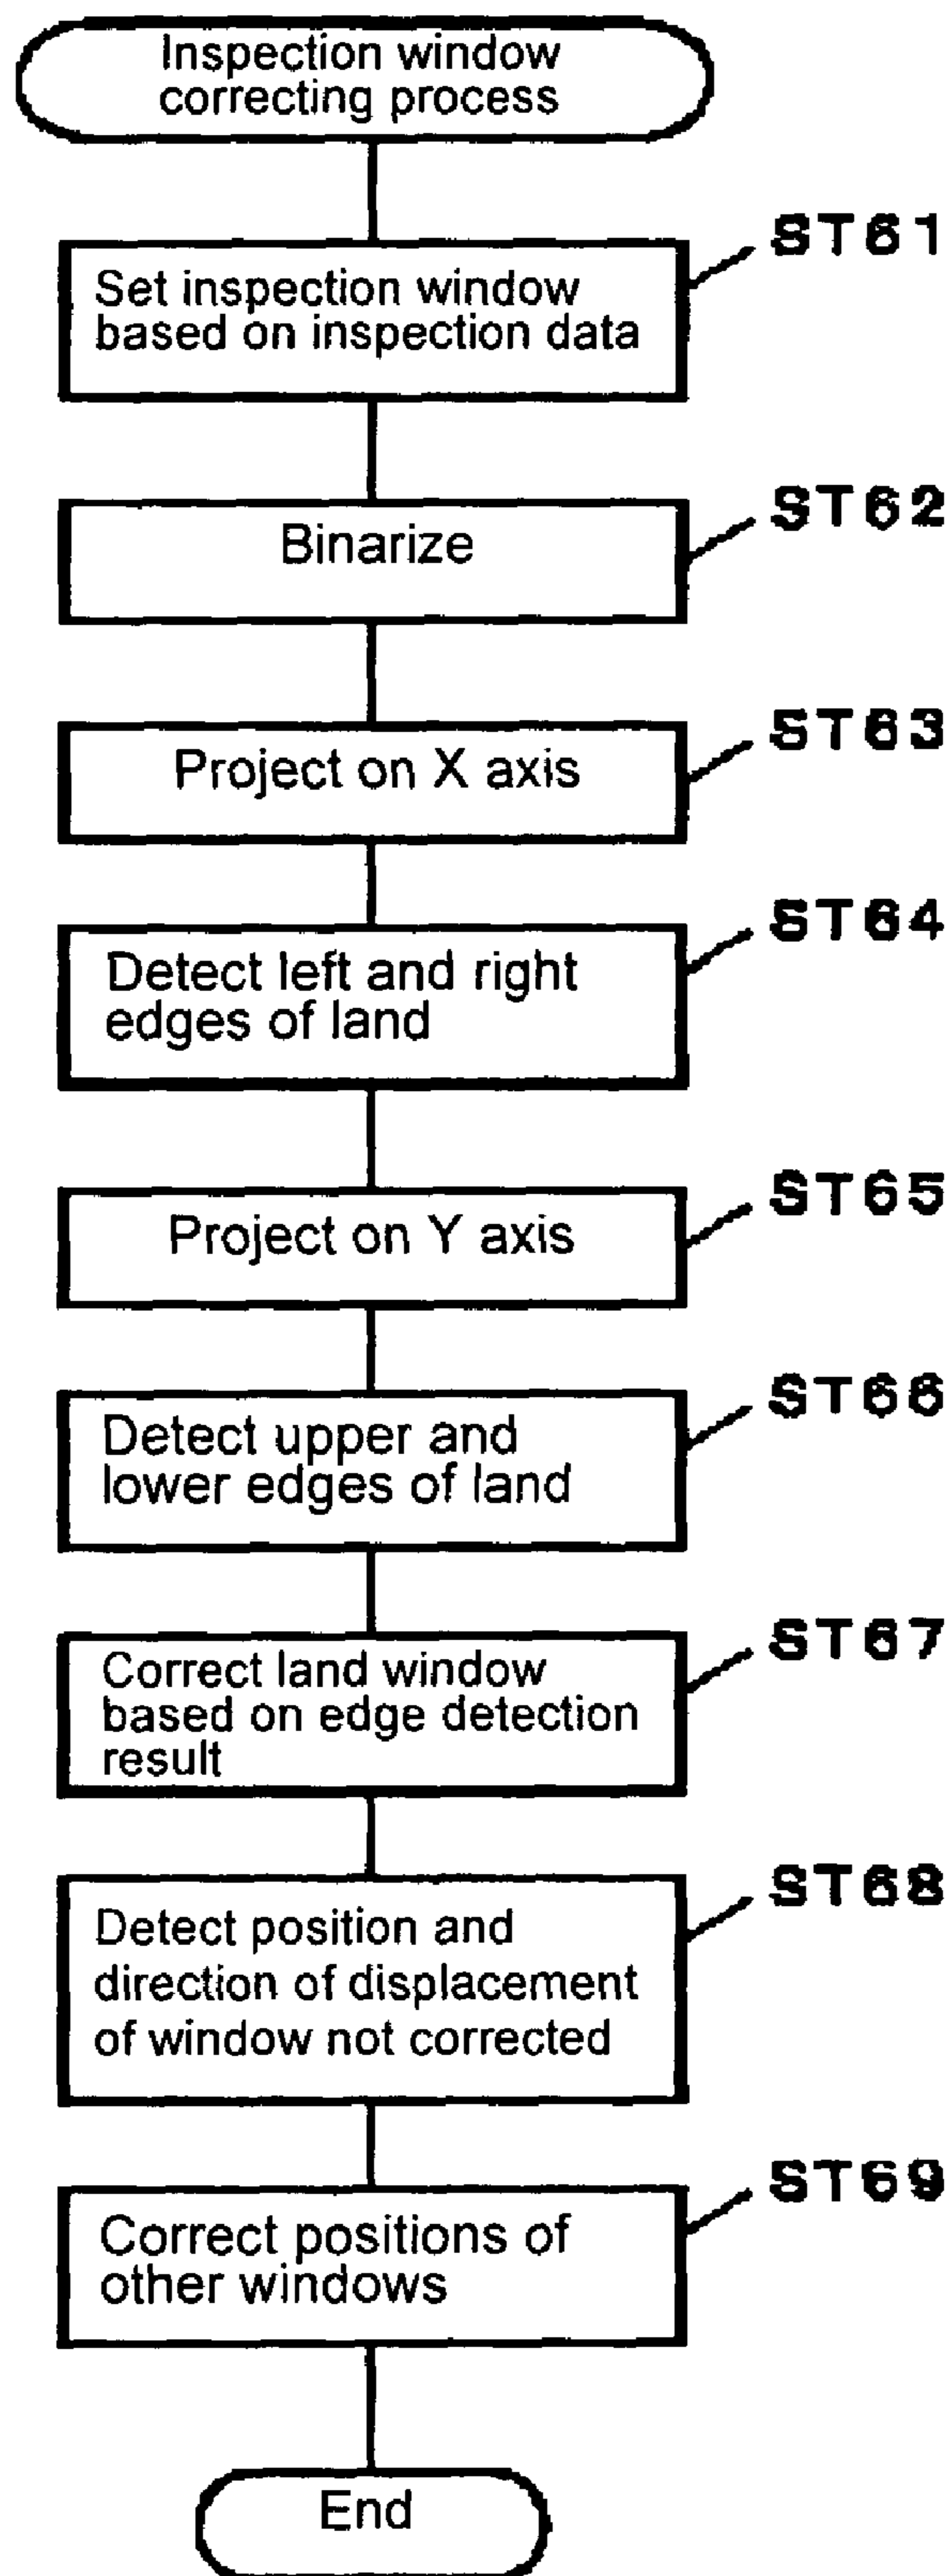 Inspection window
correcting process
ST61
Set inspection window
based on inspection data
ST62
Binarize
ST63
Project on X axis
ST64
Detect left and right
edges of land
ST65
Project on Y axis
ST66
Detect upper and
lower edges of land
ST67
Correct land window
based on edge detection
result
ST68
Detect position and
direction of displacement
of window not corrected
ST69
Correct positions of
other windows
End